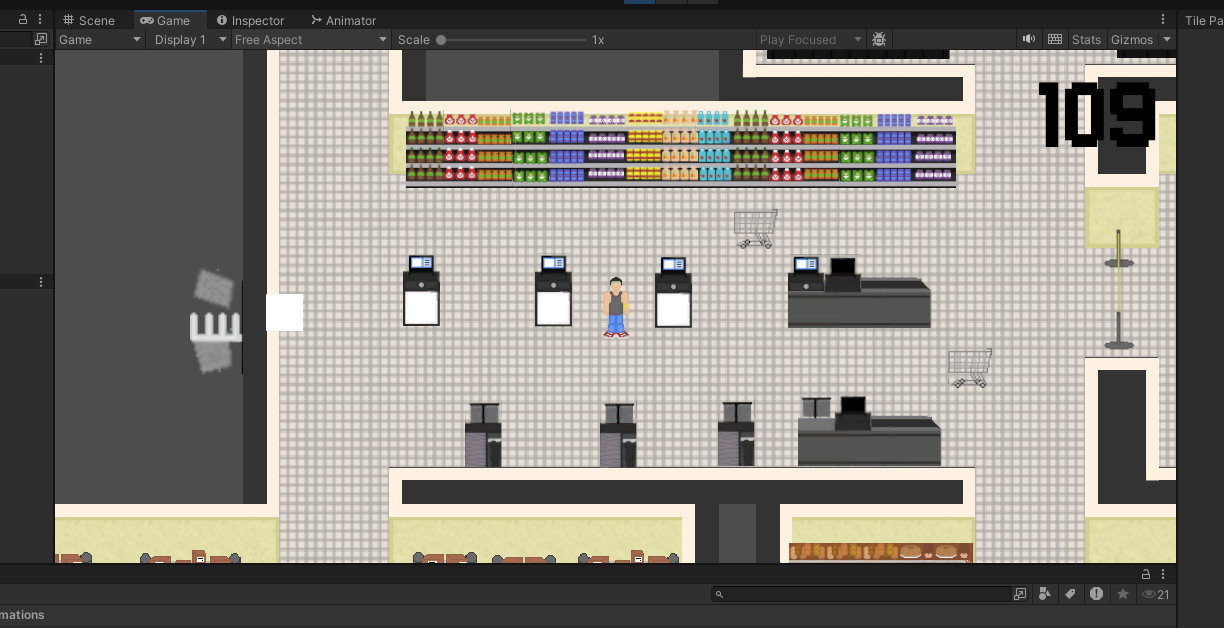 Scene Game Inspector Animator Tile Pa
Game Display 1 Free Aspect Scale 1x Play Focused Stats Gizmos
109
21
mations